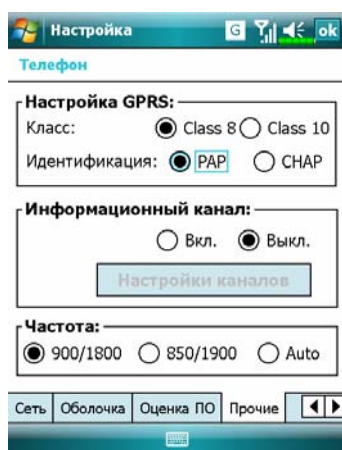 Настройка G ok
Телефон
Настройка GPRS:
Класс: Class 8 Class 10
Идентификация: PAP CHAP
Информационный канал:
Вкл. Выкл.
Настройки каналов
Частота:
900/1800 850/1900 Auto
Сеть Оболочка Оценка ПО Прочие